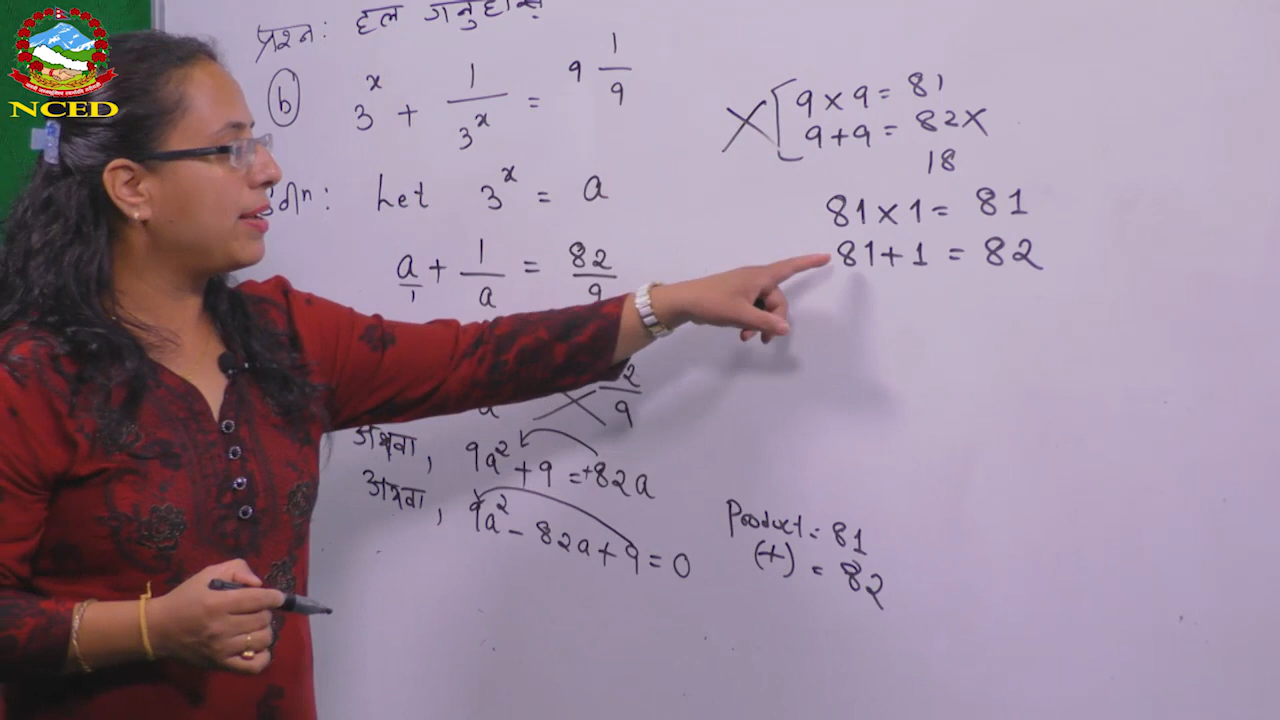 NCED
प्रश्न: हल गर्नुहोस्
b 3^x + 1/3^x = 9 1/9
Let 3^x = a
a/1 + 1/a = 82/9
अथवा, 9a² + 9 = +82a
अथवा, 9a² - 82a + 9 = 0
9 × 9 = 81
9 + 9 = 82 ×
18
81 × 1 = 81
81 + 1 = 82
Product = 81
(+) = 82